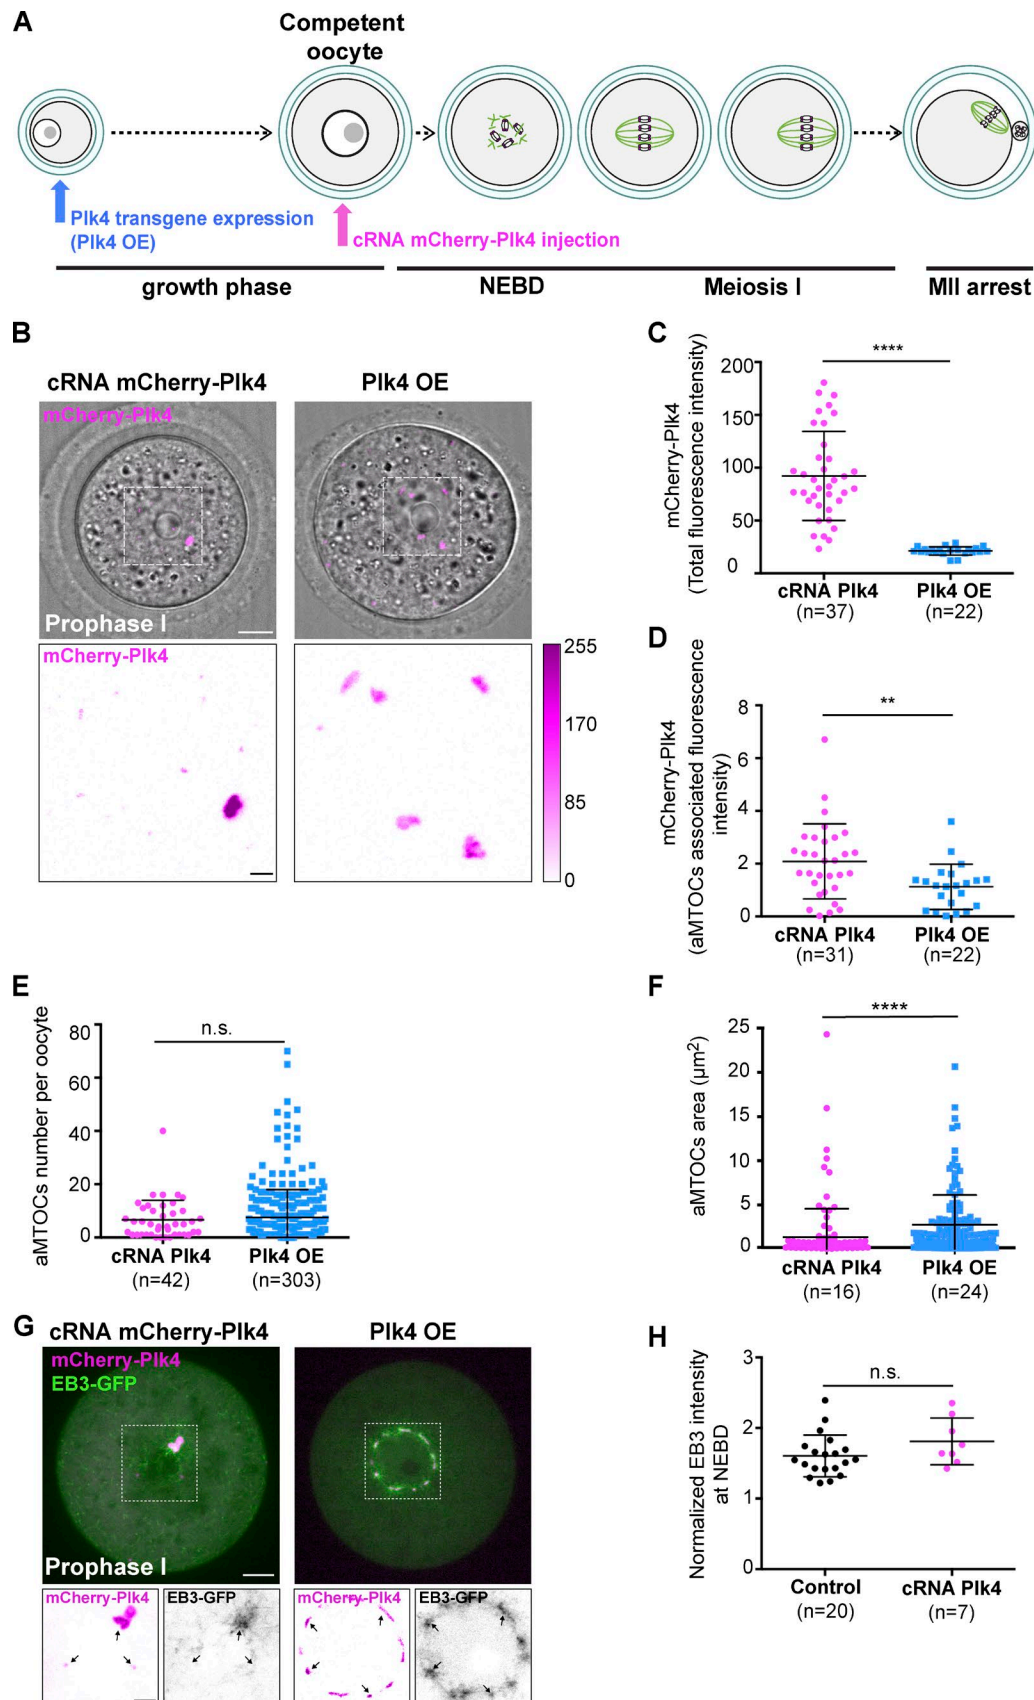 A
Competent
oocyte
Plk4 transgene expression
(Plk4 OE)
cRNA mCherry-Plk4 injection
growth phase
NEBD
Meiosis I
MII arrest
B
cRNA mCherry-Plk4
Plk4 OE
mCherry-Plk4
Prophase I
mCherry-Plk4
255
170
85
0
C
mCherry-Plk4
(Total fluorescence intensity)
****
200
150
100
50
0
cRNA Plk4
Plk4 OE
(n=37)
(n=22)
D
mCherry-Plk4
(aMTOCs associated fluorescence
intensity)
**
8
6
4
2
0
cRNA Plk4
Plk4 OE
(n=31)
(n=22)
E
aMTOCs number per oocyte
n.s.
80
60
40
20
0
cRNA Plk4
Plk4 OE
(n=42)
(n=303)
F
aMTOCs area (µm²)
****
25
20
15
10
5
0
cRNA Plk4
Plk4 OE
(n=16)
(n=24)
G
cRNA mCherry-Plk4
Plk4 OE
mCherry-Plk4
EB3-GFP
Prophase I
mCherry-Plk4
EB3-GFP
mCherry-Plk4
EB3-GFP
H
Normalized EB3 intensity
at NEBD
n.s.
3
2
1
0
Control
cRNA Plk4
(n=20)
(n=7)